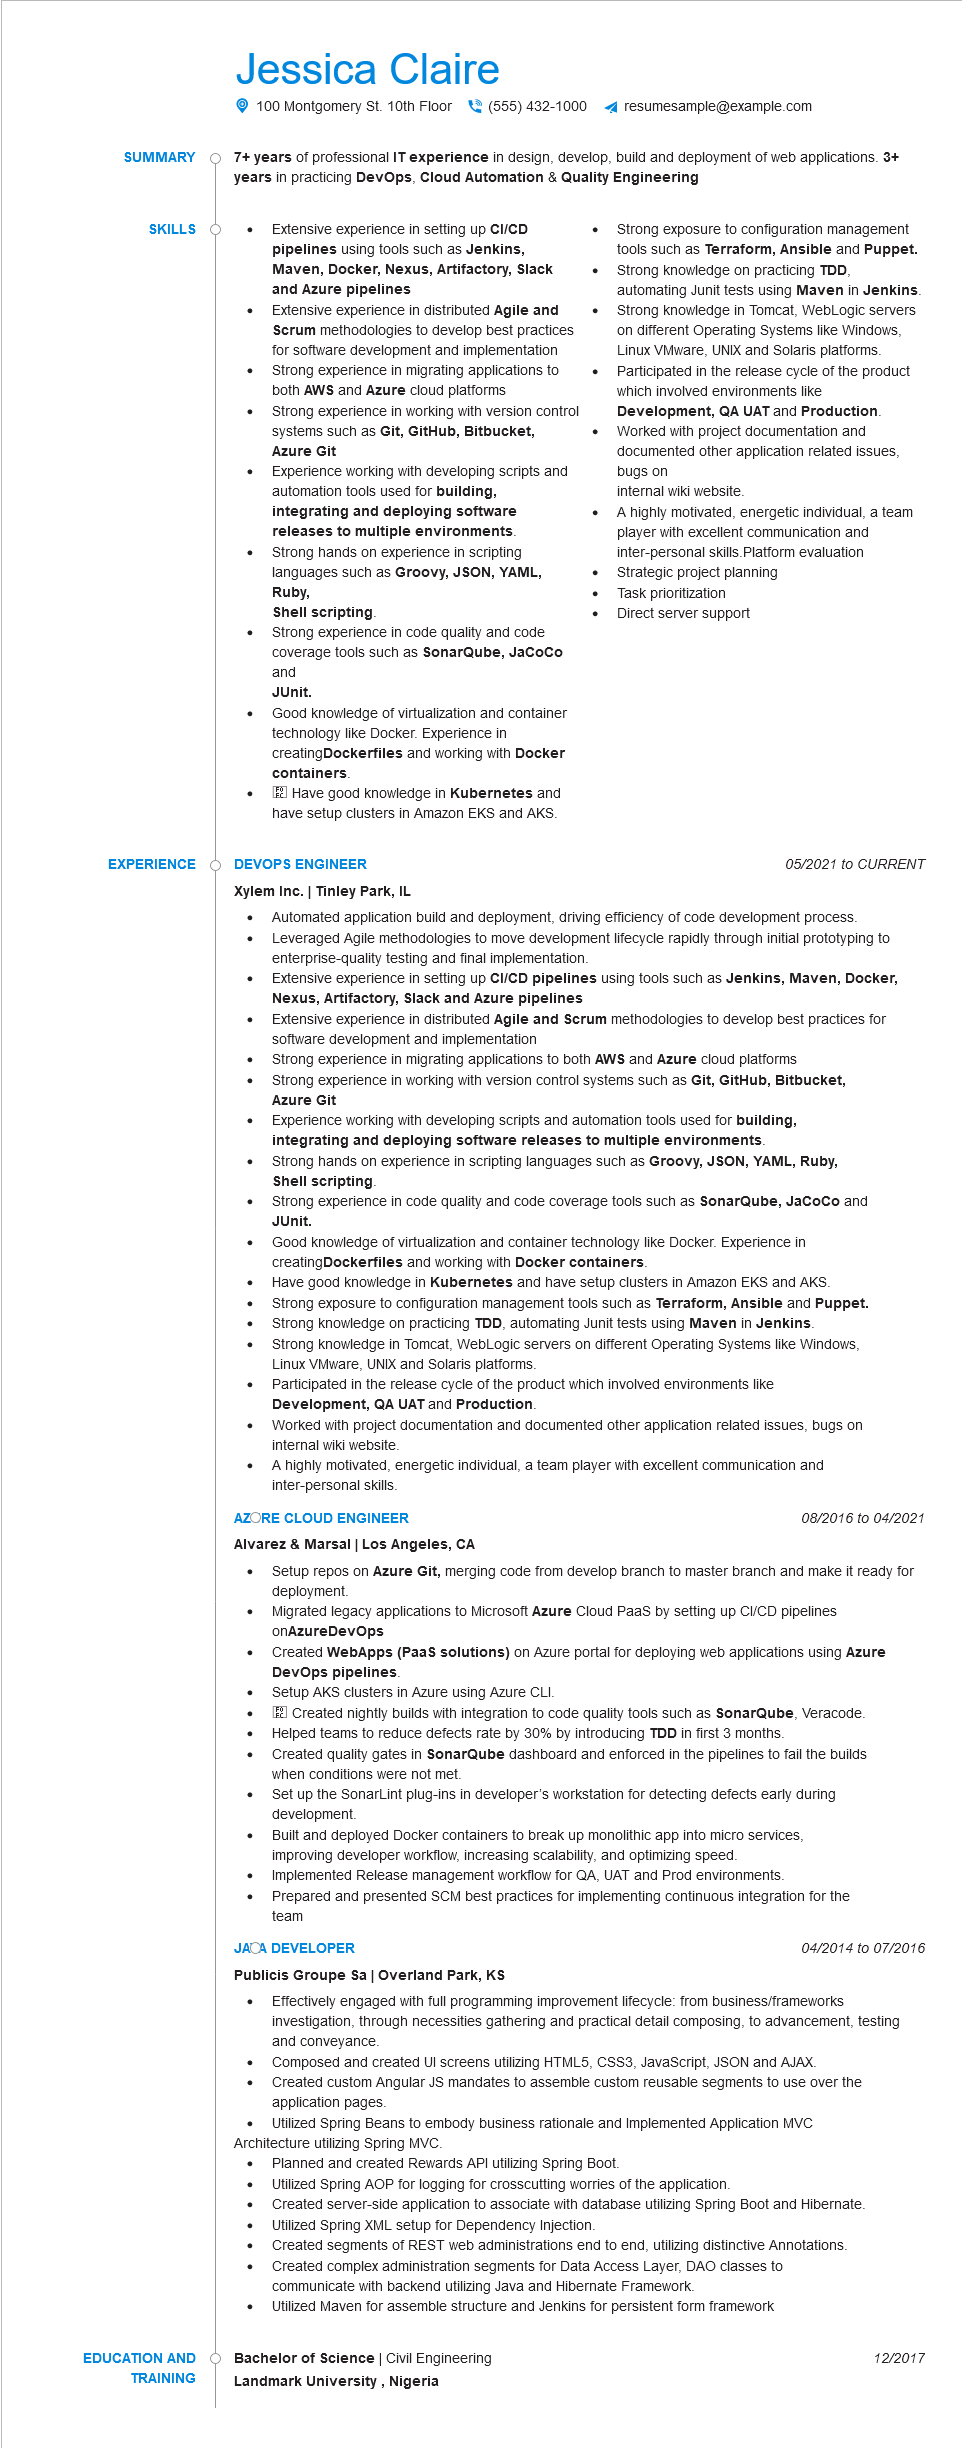 Jessica Claire
100 Montgomery St. 10th Floor (555) 432-1000 resumesample@example.com
SUMMARY
7+ years of professional IT experience in design, develop, build and deployment of web applications. 3+
years in practicing DevOps, Cloud Automation & Quality Engineering
SKILLS
• Extensive experience in setting up CI/CD
pipelines using tools such as Jenkins,
Maven, Docker, Nexus, Artifactory, Slack
and Azure pipelines
• Extensive experience in distributed Agile and
Scrum methodologies to develop best practices
for software development and implementation
• Strong experience in migrating applications to
both AWS and Azure cloud platforms
• Strong experience in working with version control
systems such as Git, GitHub, Bitbucket,
Azure Git
• Experience working with developing scripts and
automation tools used for building,
integrating and deploying software
releases to multiple environments.
• Strong hands on experience in scripting
languages such as Groovy, JSON, YAML,
Ruby,
Shell scripting.
• Strong experience in code quality and code
coverage tools such as SonarQube, JaCoCo
and
JUnit.
• Good knowledge of virtualization and container
technology like Docker. Experience in
creatingDockerfiles and working with Docker
containers.
• Have good knowledge in Kubernetes and
have setup clusters in Amazon EKS and AKS.
• Strong exposure to configuration management
tools such as Terraform, Ansible and Puppet.
• Strong knowledge on practicing TDD,
automating Junit tests using Maven in Jenkins.
• Strong knowledge in Tomcat, WebLogic servers
on different Operating Systems like Windows,
Linux VMware, UNIX and Solaris platforms.
• Participated in the release cycle of the product
which involved environments like
Development, QA UAT and Production.
• Worked with project documentation and
documented other application related issues,
bugs on
internal wiki website.
• A highly motivated, energetic individual, a team
player with excellent communication and
inter-personal skills.Platform evaluation
• Strategic project planning
• Task prioritization
• Direct server support
EXPERIENCE
DEVOPS ENGINEER 05/2021 to CURRENT
Xylem Inc. | Tinley Park, IL
• Automated application build and deployment, driving efficiency of code development process.
• Leveraged Agile methodologies to move development lifecycle rapidly through initial prototyping to
enterprise-quality testing and final implementation.
• Extensive experience in setting up CI/CD pipelines using tools such as Jenkins, Maven, Docker,
Nexus, Artifactory, Slack and Azure pipelines
• Extensive experience in distributed Agile and Scrum methodologies to develop best practices for
software development and implementation
• Strong experience in migrating applications to both AWS and Azure cloud platforms
• Strong experience in working with version control systems such as Git, GitHub, Bitbucket,
Azure Git
• Experience working with developing scripts and automation tools used for building,
integrating and deploying software releases to multiple environments.
• Strong hands on experience in scripting languages such as Groovy, JSON, YAML, Ruby,
Shell scripting.
• Strong experience in code quality and code coverage tools such as SonarQube, JaCoCo and
JUnit.
• Good knowledge of virtualization and container technology like Docker. Experience in
creatingDockerfiles and working with Docker containers.
• Have good knowledge in Kubernetes and have setup clusters in Amazon EKS and AKS.
• Strong exposure to configuration management tools such as Terraform, Ansible and Puppet.
• Strong knowledge on practicing TDD, automating Junit tests using Maven in Jenkins.
• Strong knowledge in Tomcat, WebLogic servers on different Operating Systems like Windows,
Linux VMware, UNIX and Solaris platforms.
• Participated in the release cycle of the product which involved environments like
Development, QA UAT and Production.
• Worked with project documentation and documented other application related issues, bugs on
internal wiki website.
• A highly motivated, energetic individual, a team player with excellent communication and
inter-personal skills.
AZURE CLOUD ENGINEER 08/2016 to 04/2021
Alvarez & Marsal | Los Angeles, CA
• Setup repos on Azure Git, merging code from develop branch to master branch and make it ready for
deployment.
• Migrated legacy applications to Microsoft Azure Cloud PaaS by setting up CI/CD pipelines
onAzureDevOps
• Created WebApps (PaaS solutions) on Azure portal for deploying web applications using Azure
DevOps pipelines.
• Setup AKS clusters in Azure using Azure CLI.
• Created nightly builds with integration to code quality tools such as SonarQube, Veracode.
• Helped teams to reduce defects rate by 30% by introducing TDD in first 3 months.
• Created quality gates in SonarQube dashboard and enforced in the pipelines to fail the builds
when conditions were not met.
• Set up the SonarLint plug-ins in developer’s workstation for detecting defects early during
development.
• Built and deployed Docker containers to break up monolithic app into micro services,
improving developer workflow, increasing scalability, and optimizing speed.
• Implemented Release management workflow for QA, UAT and Prod environments.
• Prepared and presented SCM best practices for implementing continuous integration for the
team
JAVA DEVELOPER 04/2014 to 07/2016
Publicis Groupe Sa | Overland Park, KS
• Effectively engaged with full programming improvement lifecycle: from business/frameworks
investigation, through necessities gathering and practical detail composing, to advancement, testing
and conveyance.
• Composed and created UI screens utilizing HTML5, CSS3, JavaScript, JSON and AJAX.
• Created custom Angular JS mandates to assemble custom reusable segments to use over the
application pages.
• Utilized Spring Beans to embody business rationale and Implemented Application MVC
Architecture utilizing Spring MVC.
• Planned and created Rewards API utilizing Spring Boot.
• Utilized Spring AOP for logging for crosscutting worries of the application.
• Created server-side application to associate with database utilizing Spring Boot and Hibernate.
• Utilized Spring XML setup for Dependency Injection.
• Created segments of REST web administrations end to end, utilizing distinctive Annotations.
• Created complex administration segments for Data Access Layer, DAO classes to
communicate with backend utilizing Java and Hibernate Framework.
• Utilized Maven for assemble structure and Jenkins for persistent form framework
EDUCATION AND
TRAINING
Bachelor of Science | Civil Engineering 12/2017
Landmark University , Nigeria